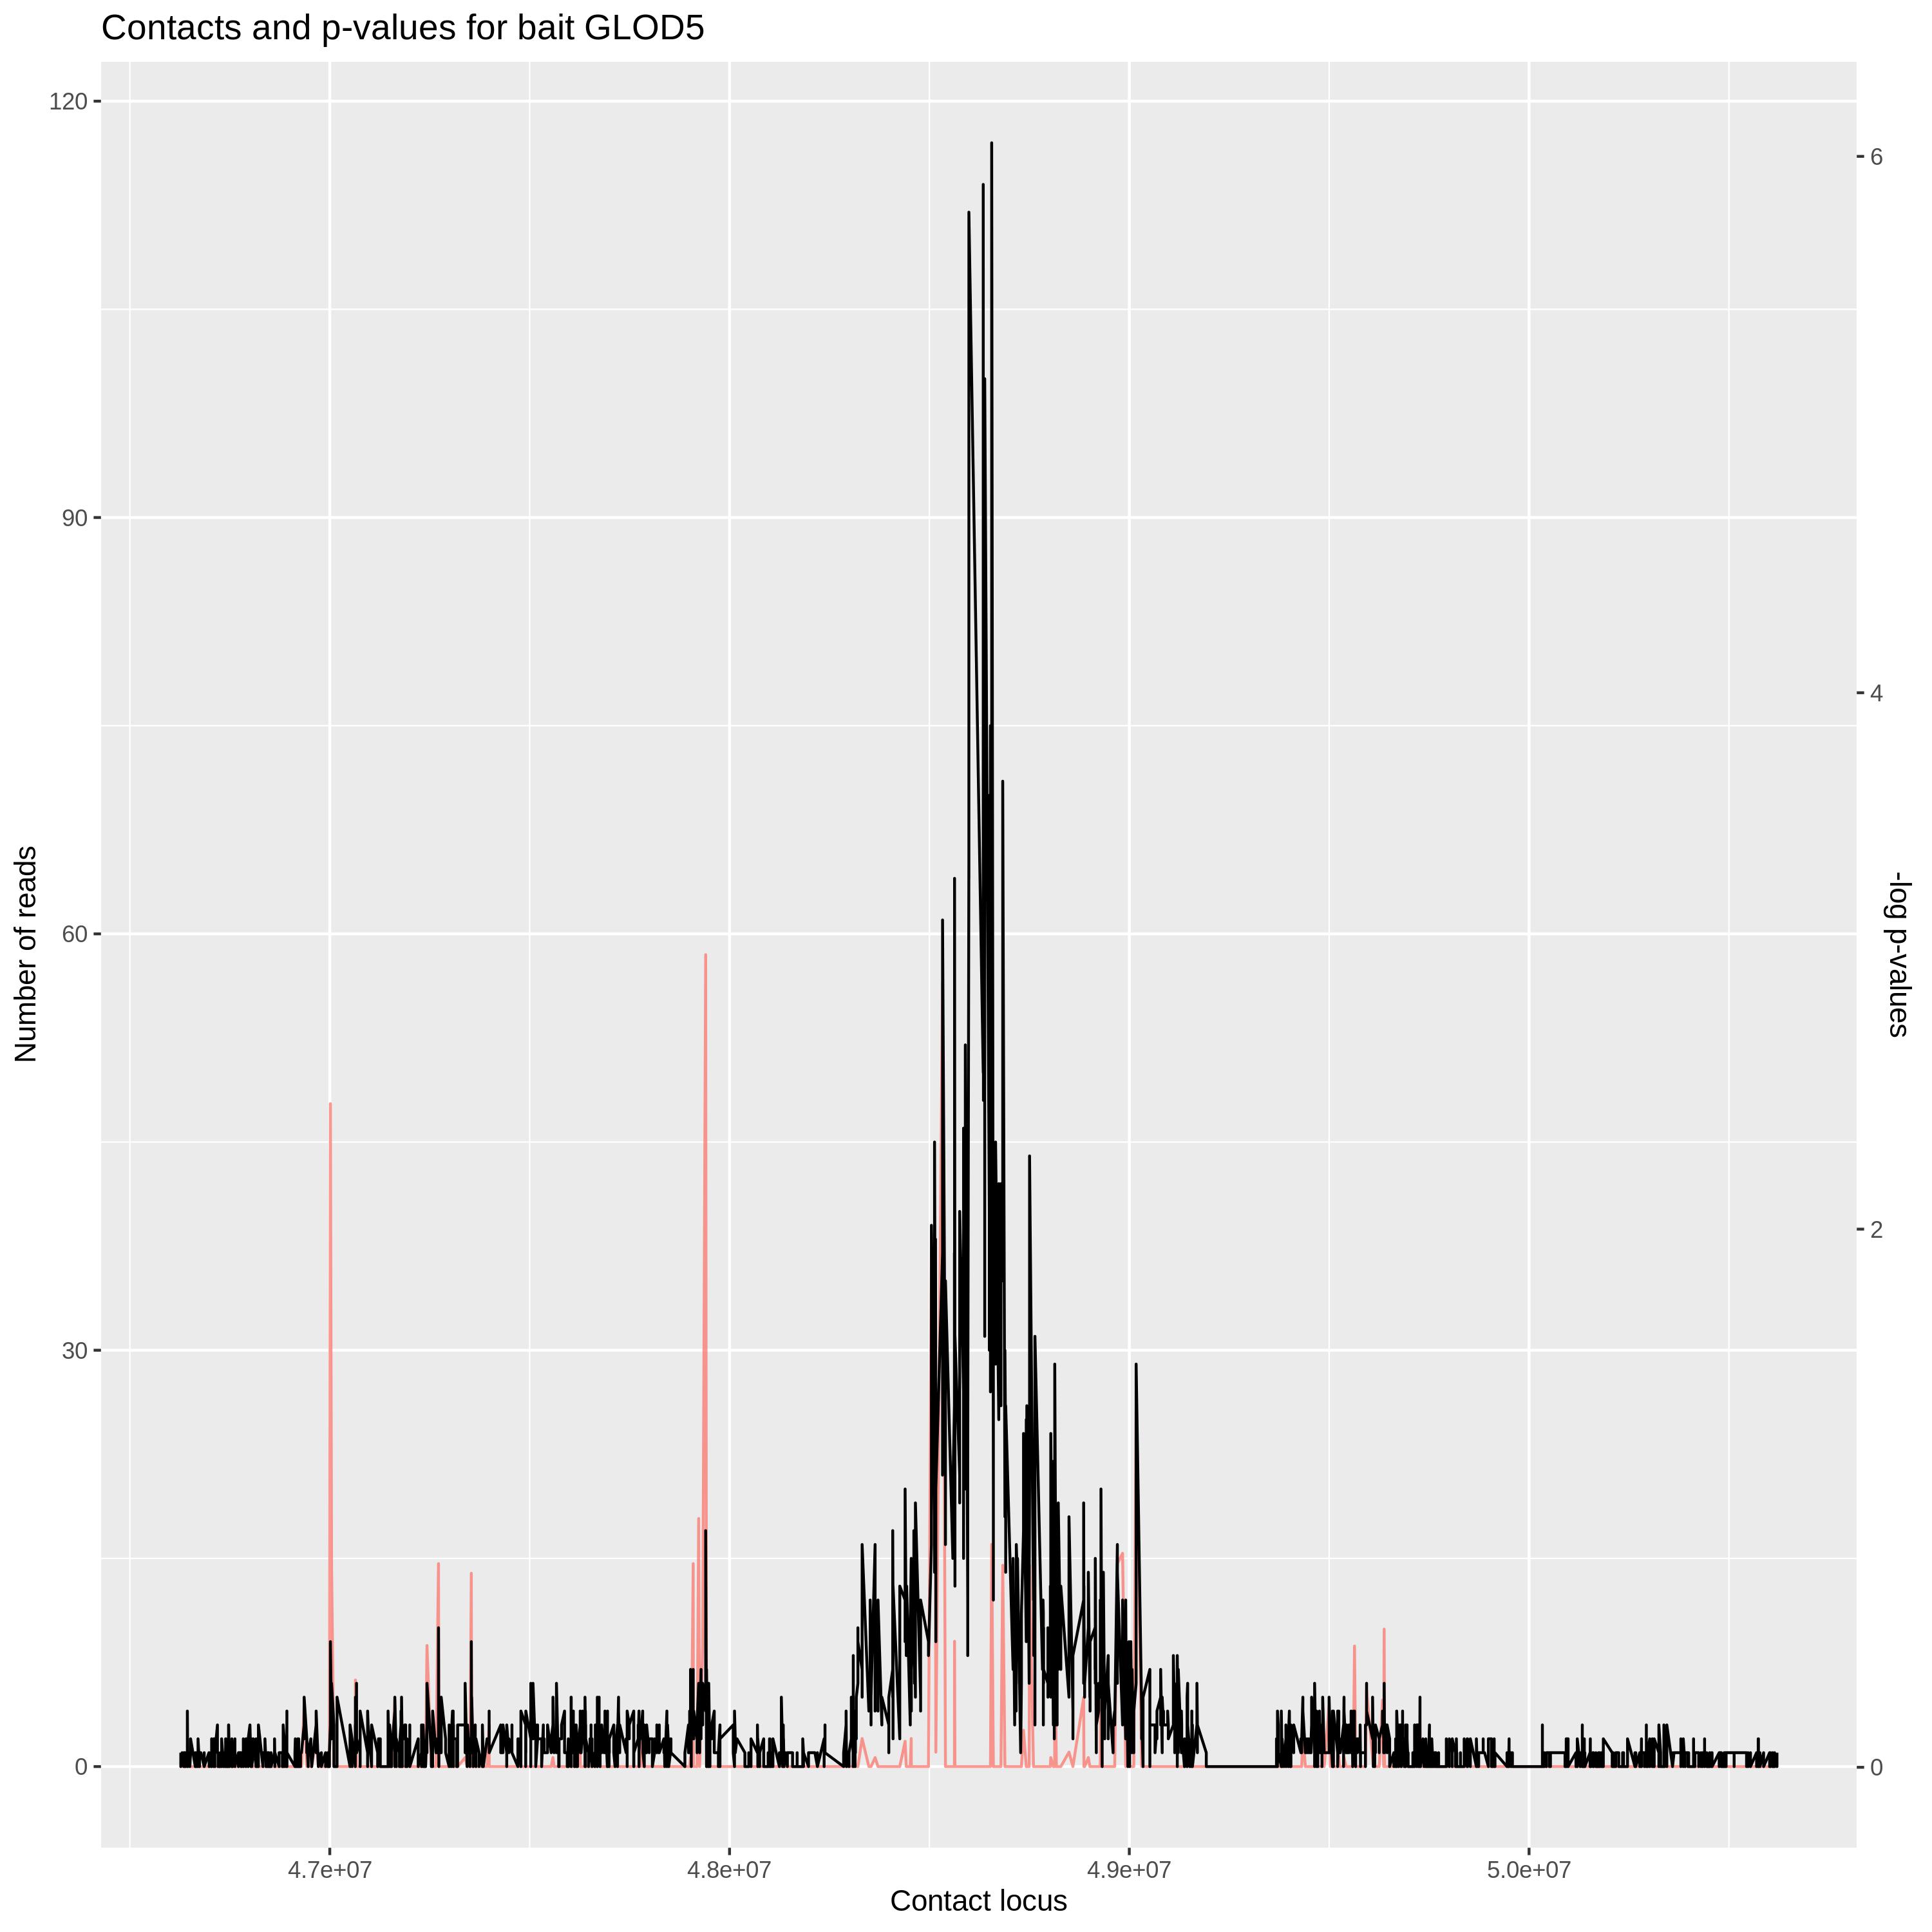 Contacts and p-values for bait GLOD5
120
90
60
30
0
Number of reads
6
4
2
0
-log p-values
4.7e+07
4.8e+07
4.9e+07
5.0e+07
Contact locus